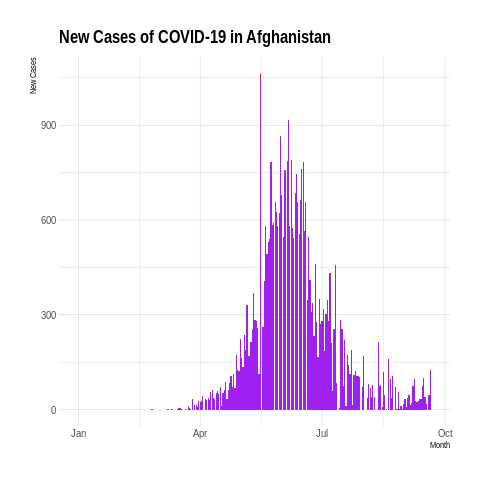 New Cases of COVID-19 in Afghanistan
New Cases
900
600
300
0
Jan Apr Jul Oct
Month